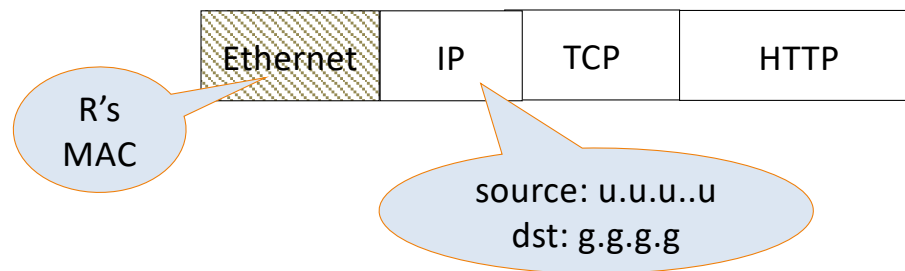 Ethernet IP TCP HTTP
R’s
MAC
source: u.u.u..u
dst: g.g.g.g